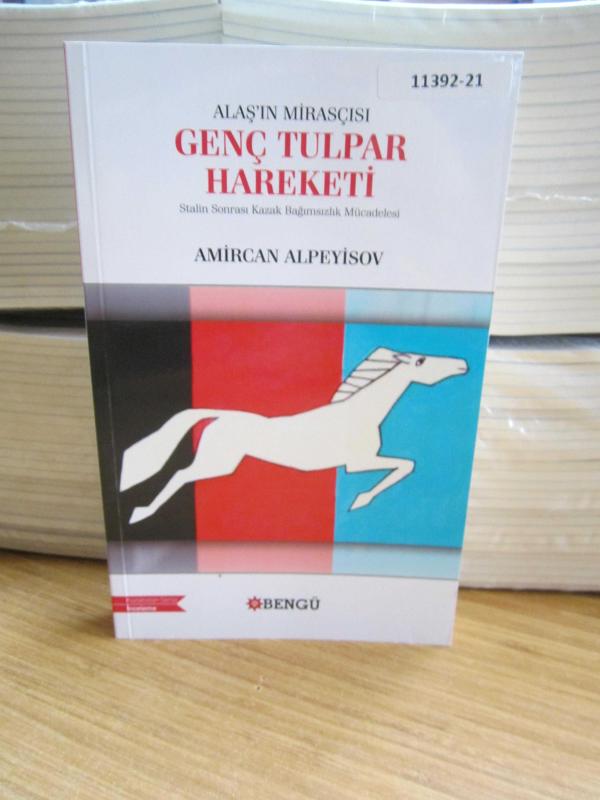 11392-21
ALAŞ'IN MİRASÇISI
GENÇ TULPAR
HAREKETİ
Stalin Sonrası Kazak Bağımsızlık Mücadelesi
AMİRCAN ALPEYİSOV
İnceleme
BENGÜ